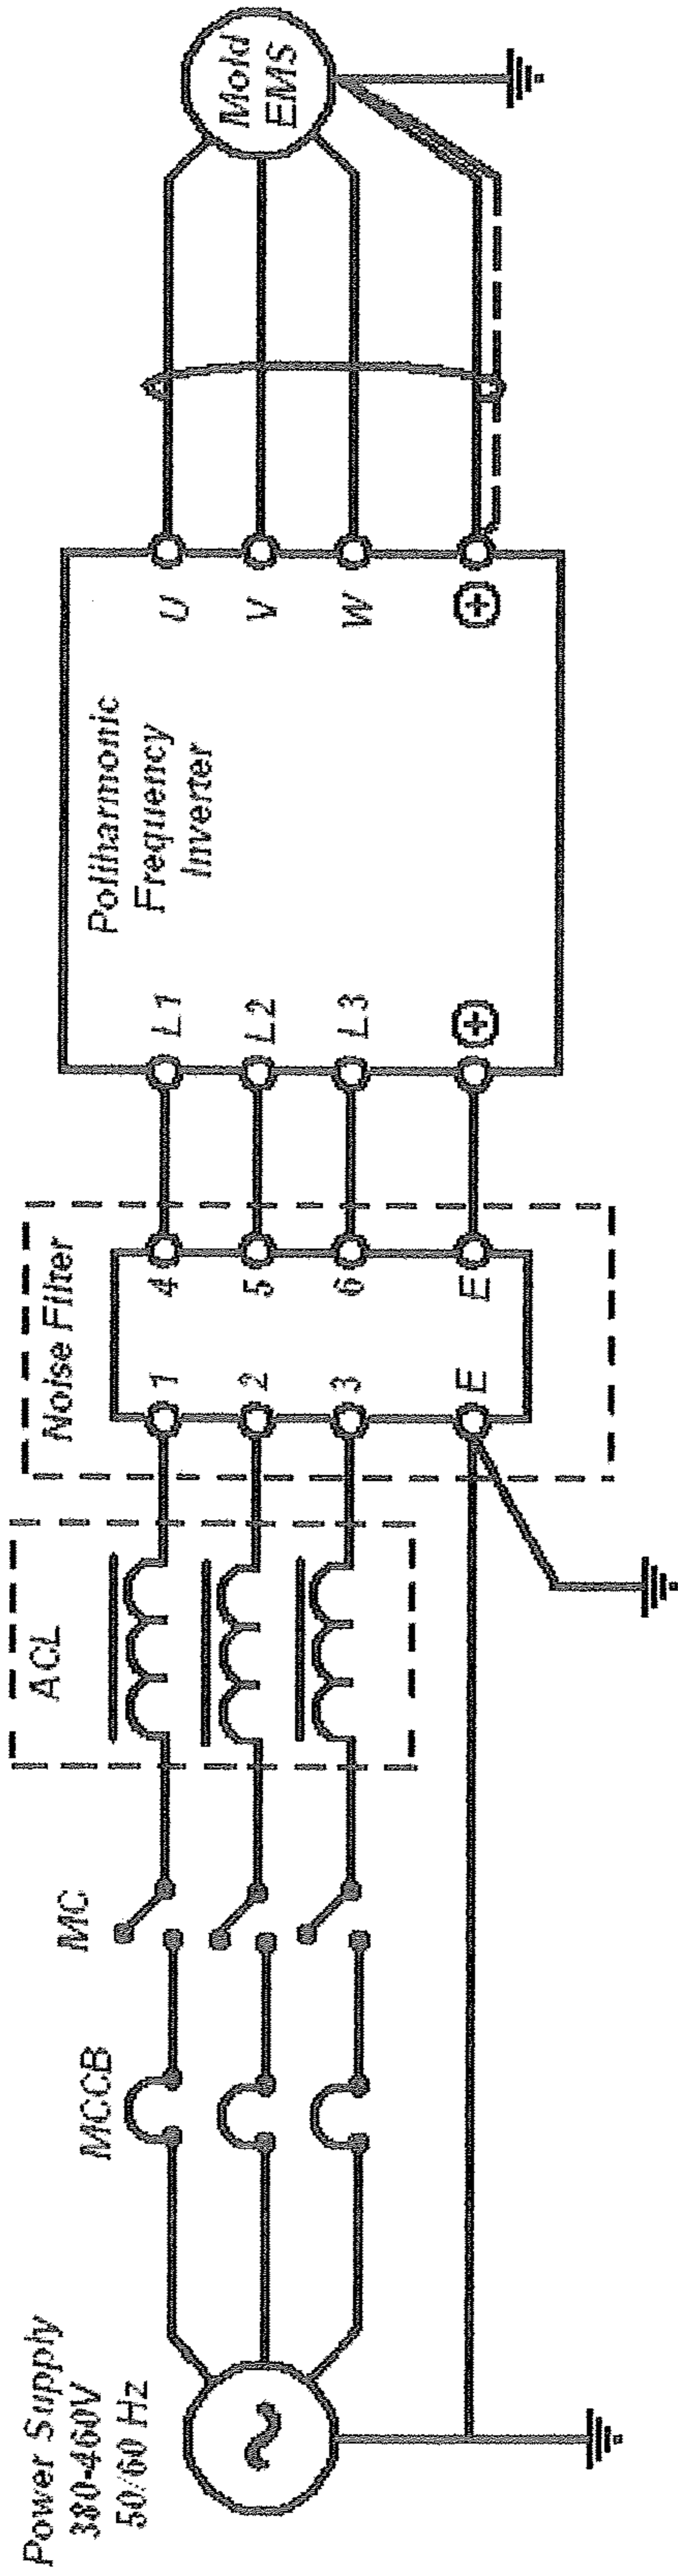 Power Supply
380-460V
50/60 Hz
MCCB
MC
ACL
Noise Filter
1
2
3
E
4
5
6
E
Poliharmonic
Frequency
Inverter
L1
L2
L3
U
V
W
Mold
EMS